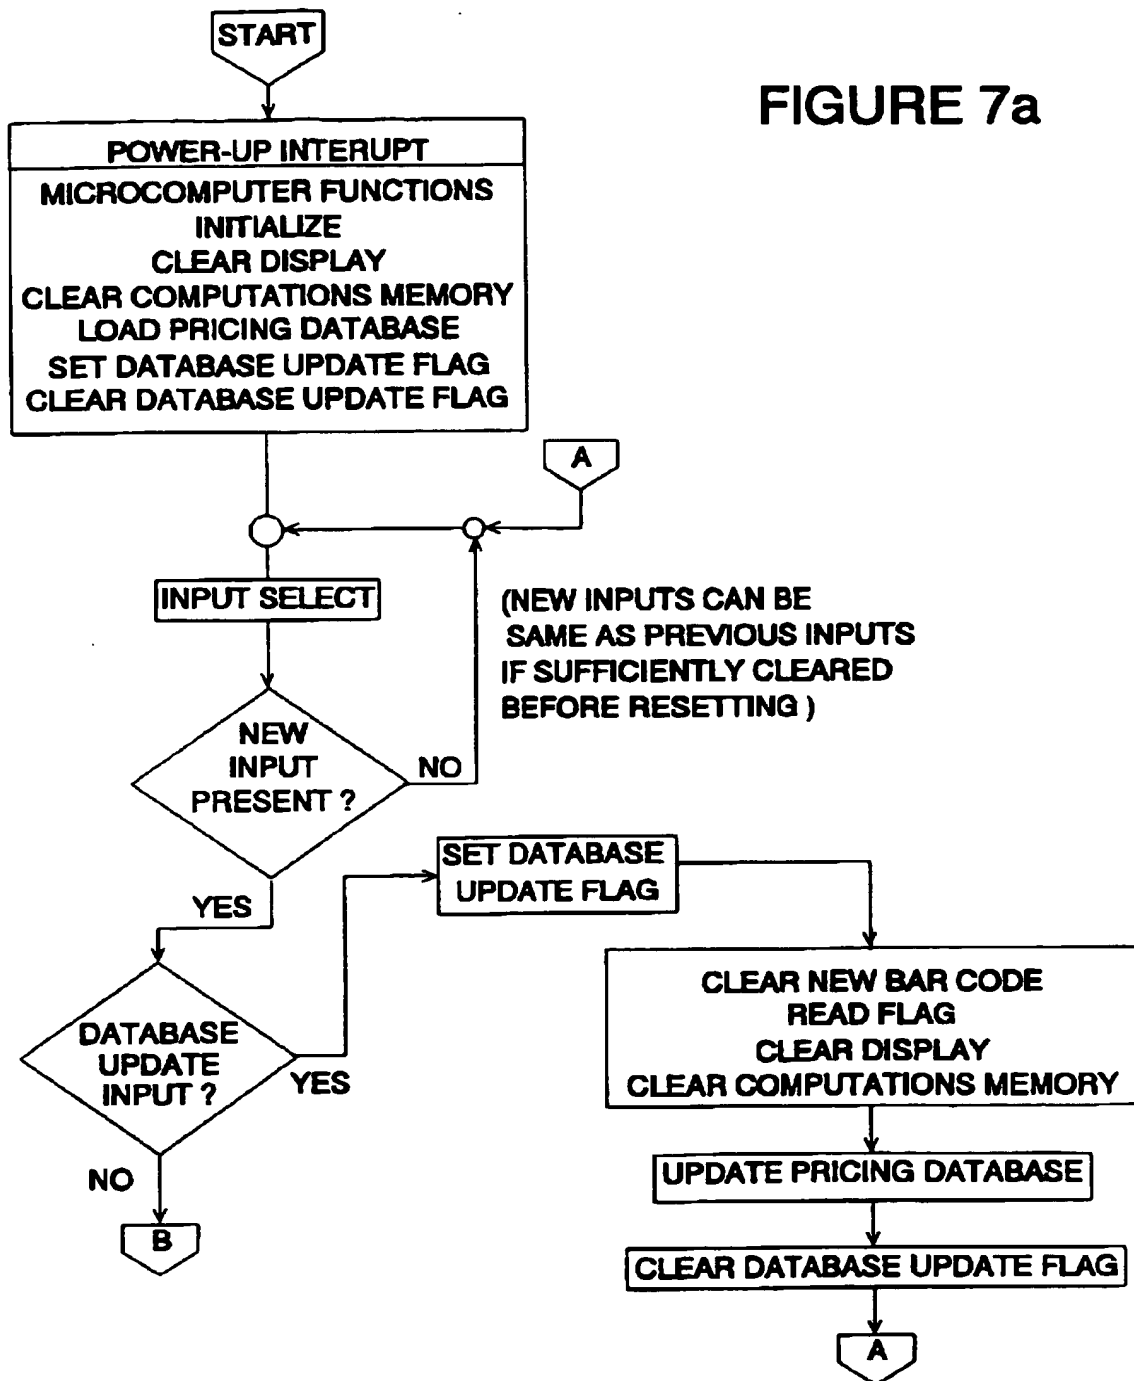 START
FIGURE 7a
POWER-UP INTERUPT
MICROCOMPUTER FUNCTIONS
INITIALIZE
CLEAR DISPLAY
CLEAR COMPUTATIONS MEMORY
LOAD PRICING DATABASE
SET DATABASE UPDATE FLAG
CLEAR DATABASE UPDATE FLAG
A
INPUT SELECT
(NEW INPUTS CAN BE
SAME AS PREVIOUS INPUTS
IF SUFFICIENTLY CLEARED
BEFORE RESETTING )
NEW
INPUT
PRESENT ?
NO
YES
SET DATABASE
UPDATE FLAG
DATABASE
UPDATE
INPUT ?
YES
NO
B
CLEAR NEW BAR CODE
READ FLAG
CLEAR DISPLAY
CLEAR COMPUTATIONS MEMORY
UPDATE PRICING DATABASE
CLEAR DATABASE UPDATE FLAG
A